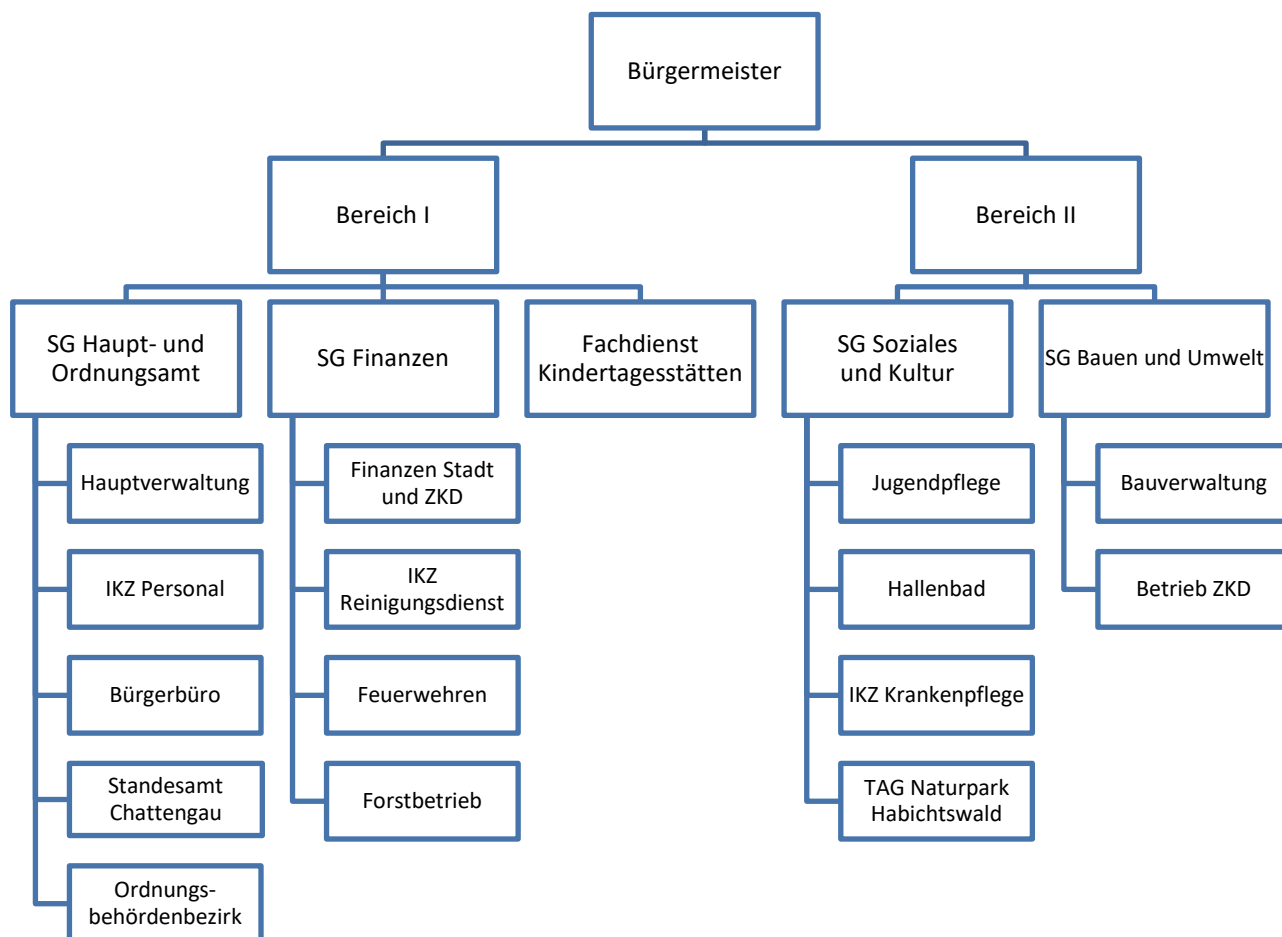 Bürgermeister
Bereich I
Bereich II
SG Haupt- und
Ordnungsamt
SG Finanzen
Fachdienst
Kindertagesstätten
SG Soziales
und Kultur
SG Bauen und Umwelt
Hauptverwaltung
IKZ Personal
Bürgerbüro
Standesamt
Chattengau
Ordnungs-
behördenbezirk
Finanzen Stadt
und ZKD
IKZ
Reinigungsdienst
Feuerwehren
Forstbetrieb
Jugendpflege
Hallenbad
IKZ Krankenpflege
TAG Naturpark
Habichtswald
Bauverwaltung
Betrieb ZKD